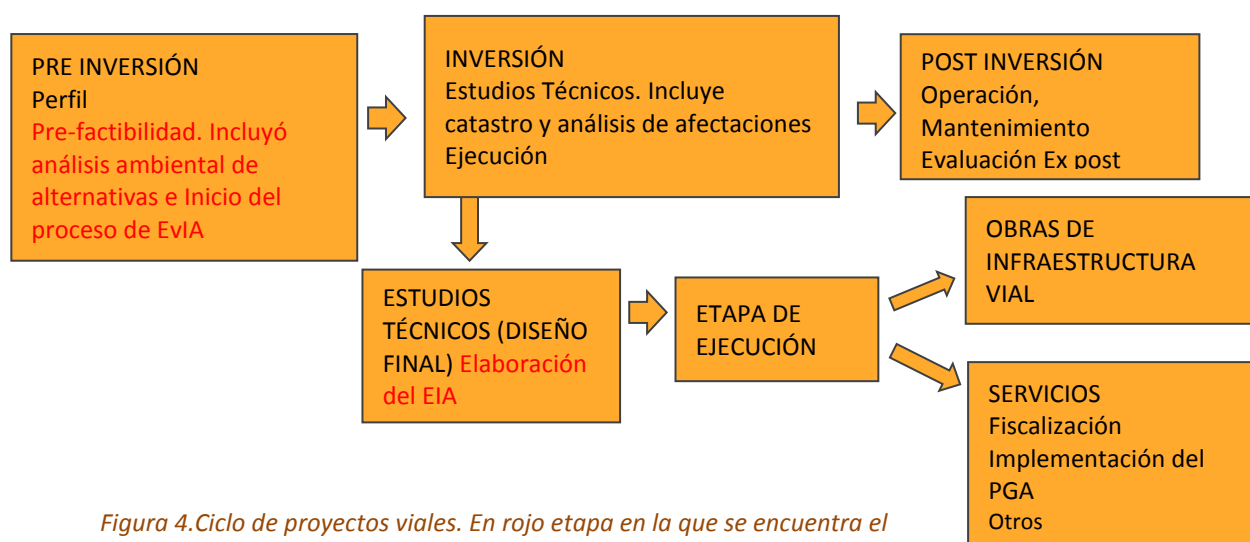 PRE INVERSIÓN
Perfil
Pre-factibilidad. Incluyó
análisis ambiental de
alternativas e Inicio del
proceso de EvIA
INVERSIÓN
Estudios Técnicos. Incluye
catastro y análisis de afectaciones
Ejecución
POST INVERSIÓN
Operación,
Mantenimiento
Evaluación Ex post
ESTUDIOS
TÉCNICOS (DISEÑO
FINAL) Elaboración
del EIA
ETAPA DE
EJECUCIÓN
OBRAS DE
INFRAESTRUCTURA
VIAL
SERVICIOS
Fiscalización
Implementación del
PGA
Otros
Figura 4.Ciclo de proyectos viales. En rojo etapa en la que se encuentra el